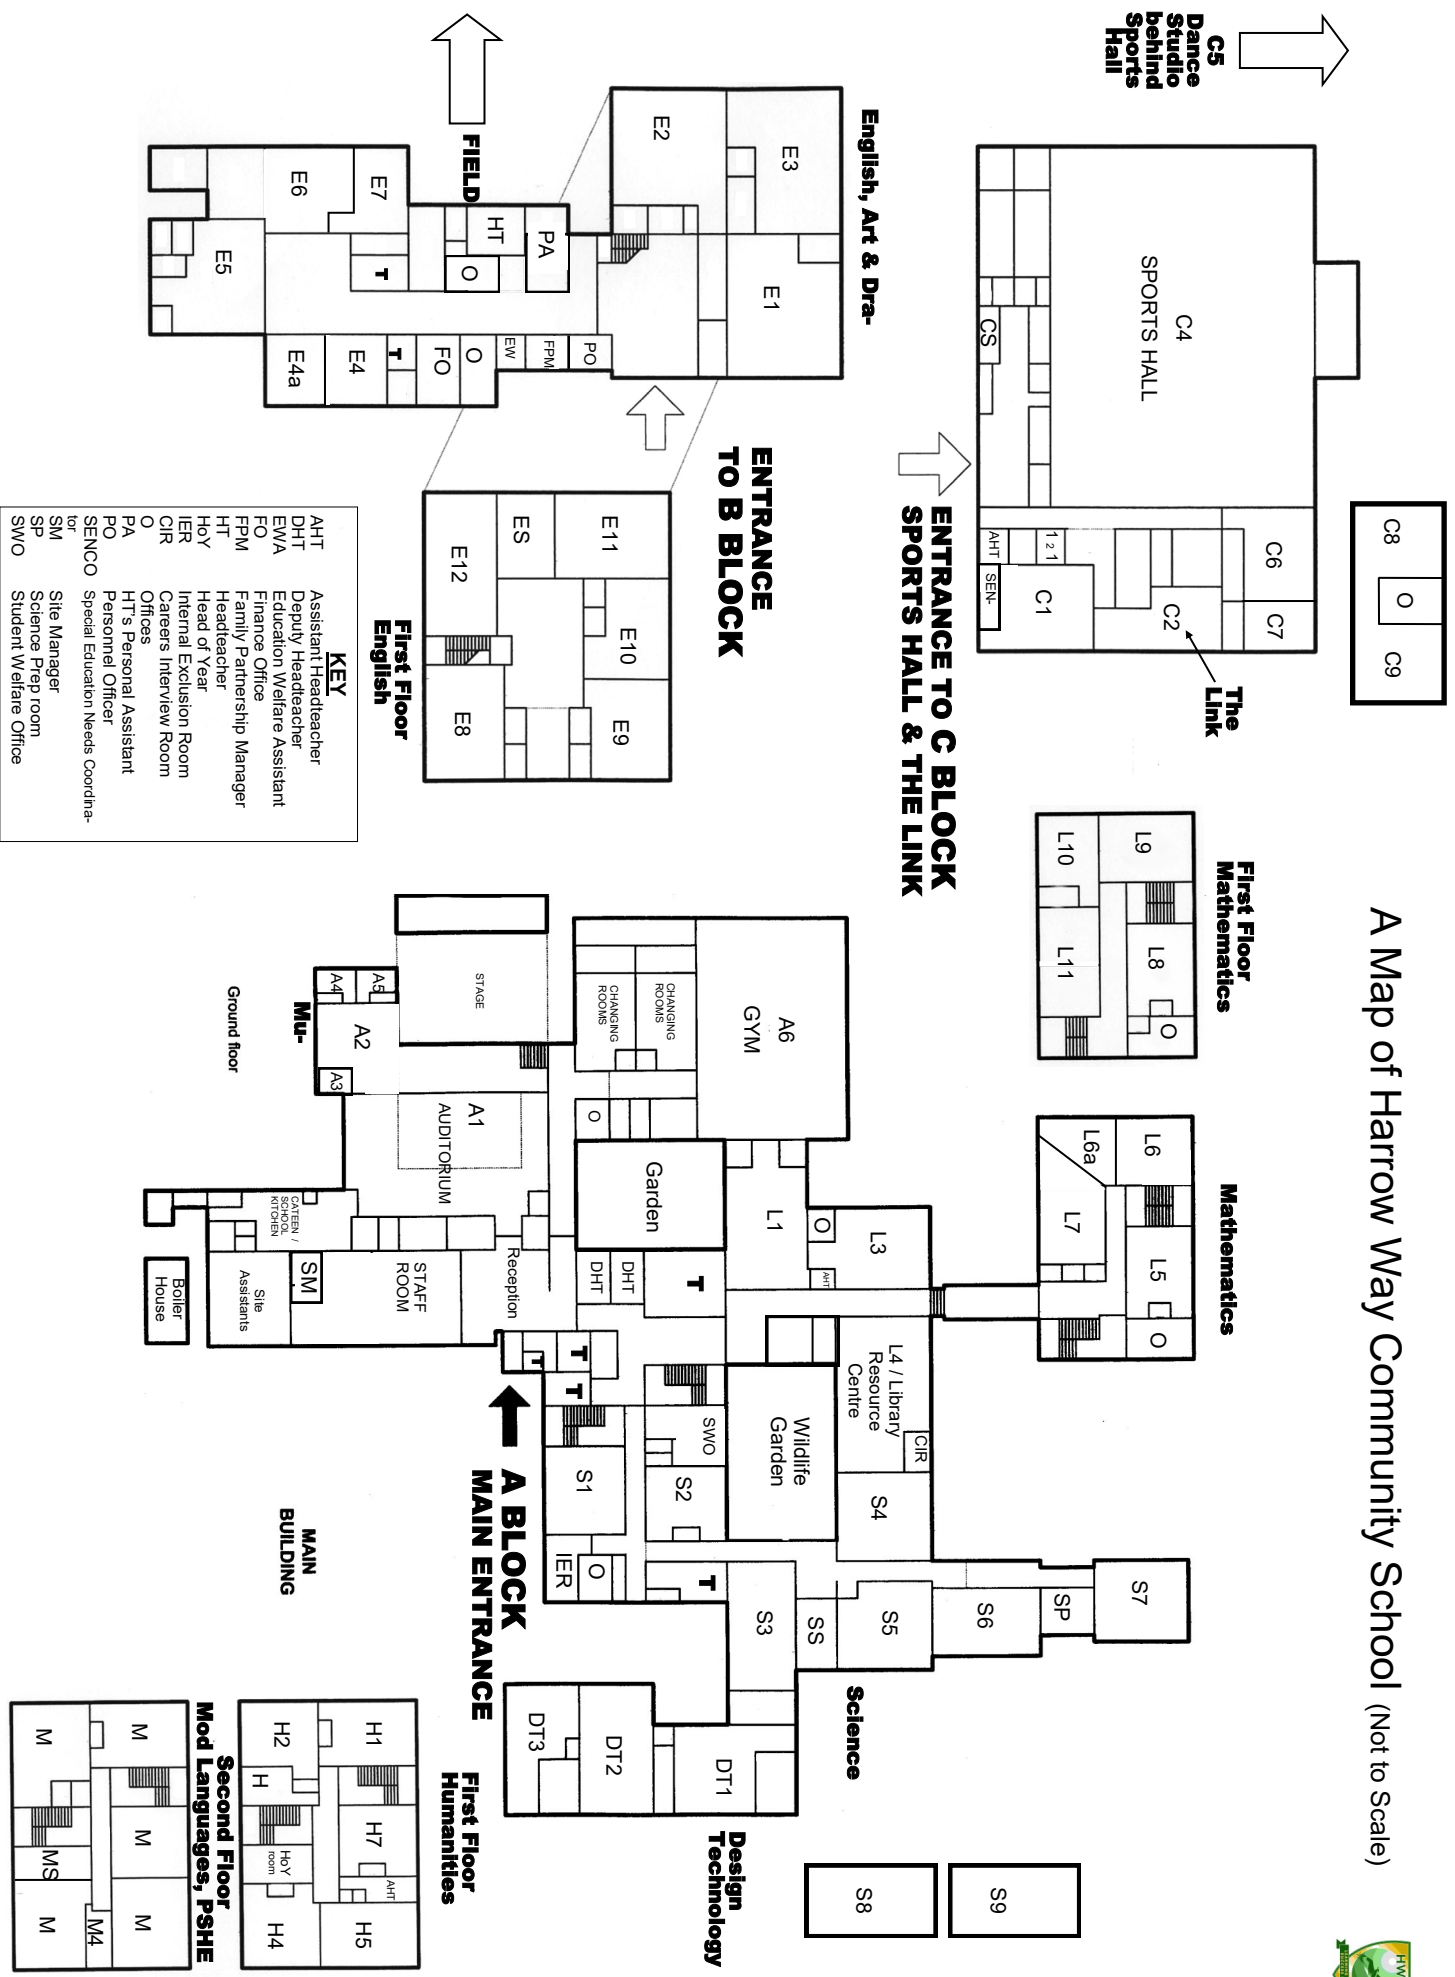 A Map of Harrow Way Community School (Not to Scale)
HW
C5
Dance
Studio
behind
Sports
Hall
C4
SPORTS HALL
CS
AHT
1 2 1
SEN-
C1
C2
C6
C7
The
Link
C8
O
C9
ENTRANCE TO C BLOCK
SPORTS HALL & THE LINK
First Floor
Mathematics
L9
L10
L8
L11
O
Mathematics
L6
L6a
L7
L5
O
English, Art & Dra-
E3
E2
E1
FIELD
PA
HT
O
E7
E6
E5
T
PO
FPM
EW
O
FO
T
E4
E4a
ENTRANCE
TO B BLOCK
E11
ES
E12
E10
E9
E8
First Floor
English
KEY
AHT Assistant Headteacher
DHT Deputy Headteacher
EWA Education Welfare Assistant
FO Finance Office
FPM Family Partnership Manager
HT Headteacher
HoY Head of Year
IER Internal Exclusion Room
CIR Careers Interview Room
O Offices
PA HT's Personal Assistant
PO Personnel Officer
SENCO Special Education Needs Coordina-
tor
SM Site Manager
SP Science Prep room
SWO Student Welfare Office
A6
GYM
CHANGING
ROOMS
CHANGING
ROOMS
O
STAGE
A5
A4
A2
A3
Mu-
Ground floor
A1
AUDITORIUM
Garden
L1
O
L3
AHT
T
DHT
DHT
Reception
CATEEN /
SCHOOL
KITCHEN
STAFF
ROOM
SM
Site
Assistants
Boiler
House
L4 / Library
Resource
Centre
CIR
Wildlife
Garden
S4
T
T
T
SWO
S2
S1
IER
O
T
A BLOCK
MAIN ENTRANCE
MAIN
BUILDING
S7
SP
S6
S5
SS
S3
Science
DT1
DT2
DT3
Design
Technology
S9
S8
H1
H2
H
H7
HoY
room
AHT
H5
H4
First Floor
Humanities
M
M
M
MS
M
M4
M
Second Floor
Mod Languages, PSHE